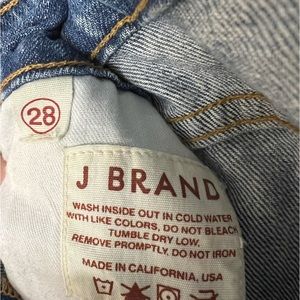 28
J BRAND
WASH INSIDE OUT IN COLD WATER
WITH LIKE COLORS, DO NOT BLEACH
TUMBLE DRY LOW,
REMOVE PROMPTLY, DO NOT IRON
MADE IN CALIFORNIA, USA